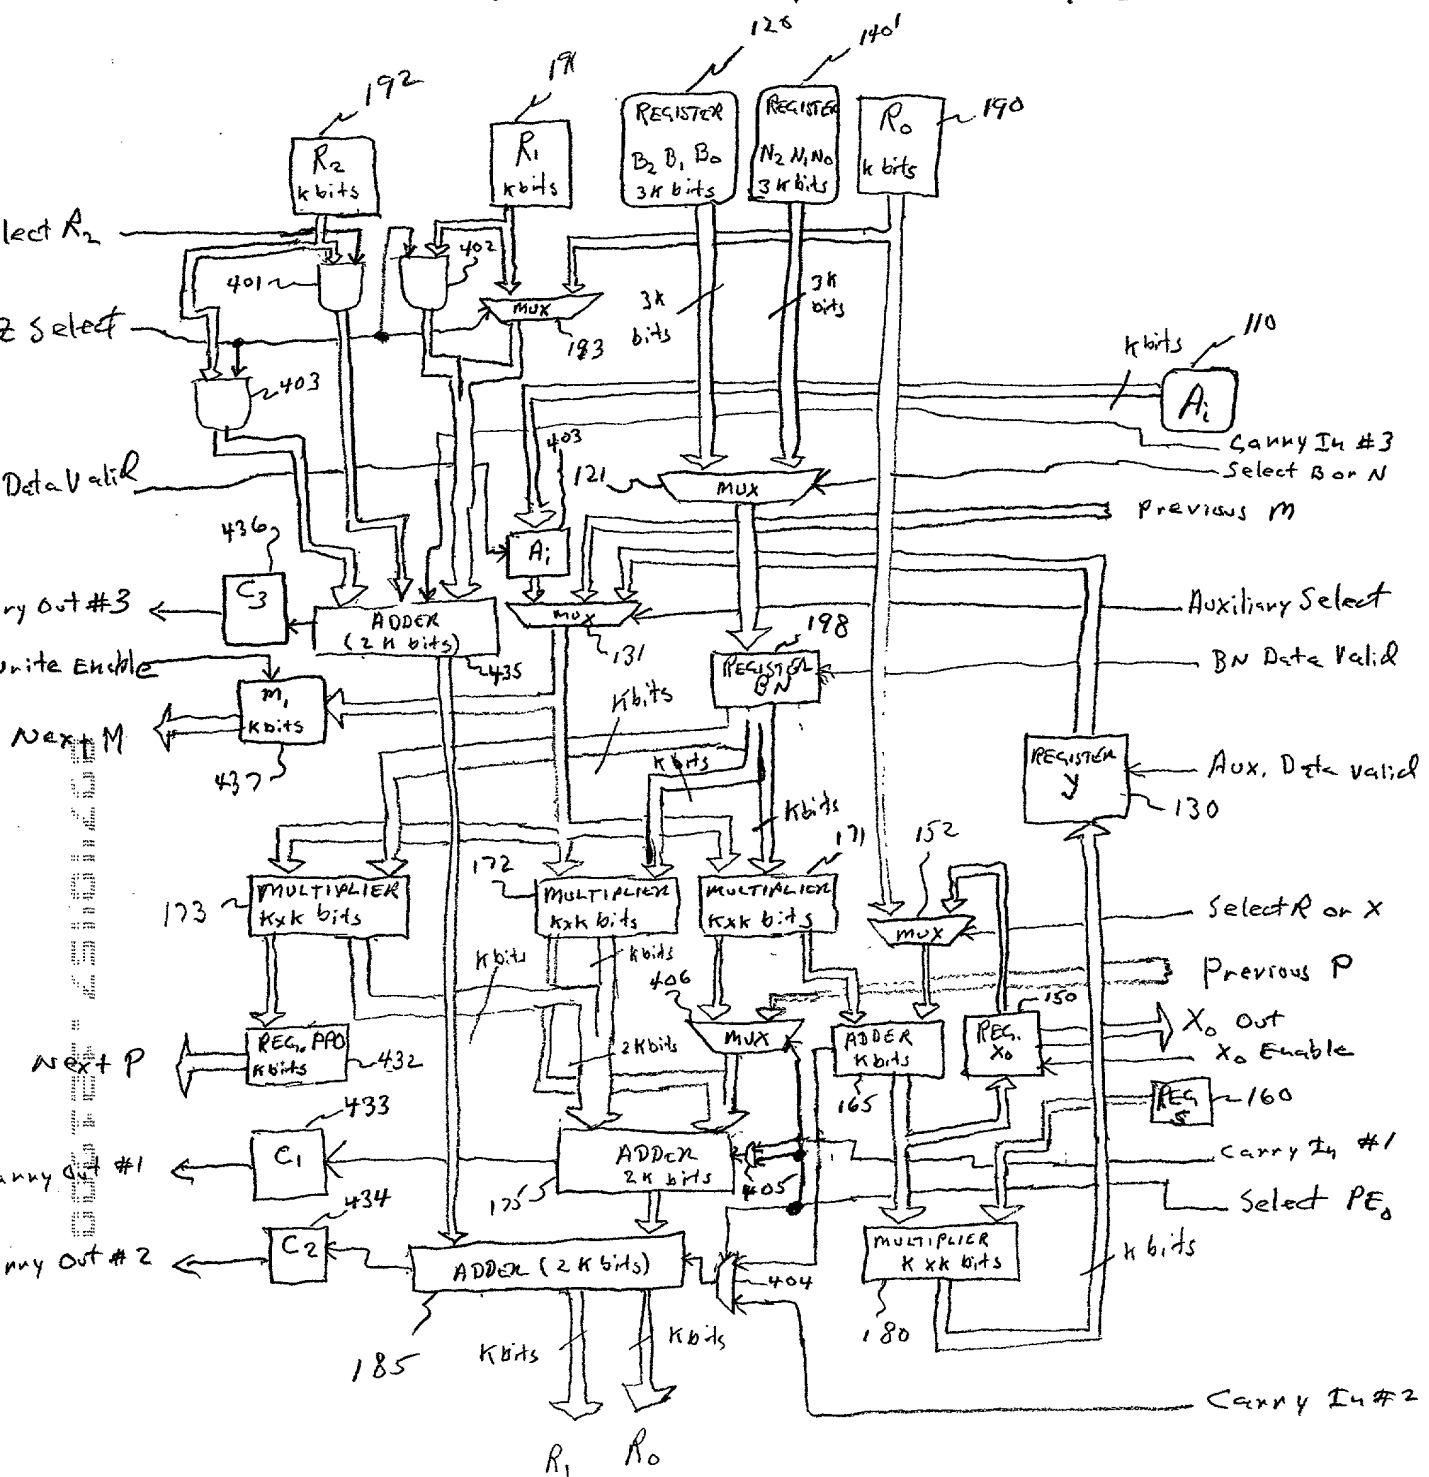 120
140'
191
192
REGISTER
B2 B1 B0
3K bits
REGISTER
N2 N1 N0
3K bits
R0
k bits
190
R1
k bits
R2
k bits
lect R2
401
402
MUX
183
3K
bits
3K
bits
Z Select
403
K bits
110
Ai
Carry In #3
Select B or N
Previous M
403
121
MUX
Data Valid
436
Ai
C3
ry Out #3
ADDER
(2K bits)
435
MUX
131
Auxiliary Select
198
REGISTER
BN
BN Data Valid
write Enable
M1
k bits
437
Next M
K bits
K bits
K bits
REGISTER
y
130
Aux. Data Valid
171
152
172
173
MULTIPLIER
KxK bits
MULTIPLIER
KxK bits
MULTIPLIER
KxK bits
MUX
Select R or X
K bits
k bits
406
Previous P
150
MUX
ADDER
K bits
165
REG.
X0
X0 Out
X0 Enable
REG. PPO
k bits
432
Next P
2K bits
REG
S
160
433
C1
arry Out #1
ADDER
2K bits
175
405
Carry In #1
Select PE0
434
C2
rry Out #2
ADDER (2K bits)
185
404
MULTIPLIER
K xK bits
180
K bits
K bits
K bits
Carry In #2
R1
R0